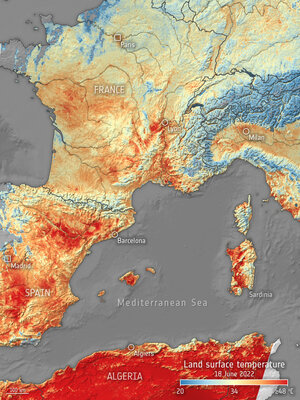 Paris
FRANCE
Lyon
Milan
Barcelona
Madrid
SPAIN
Mediterranean Sea
Sardinia
Algiers
ALGERIA
Land surface temperature
18 June 2022
20 34 ≥48 °C